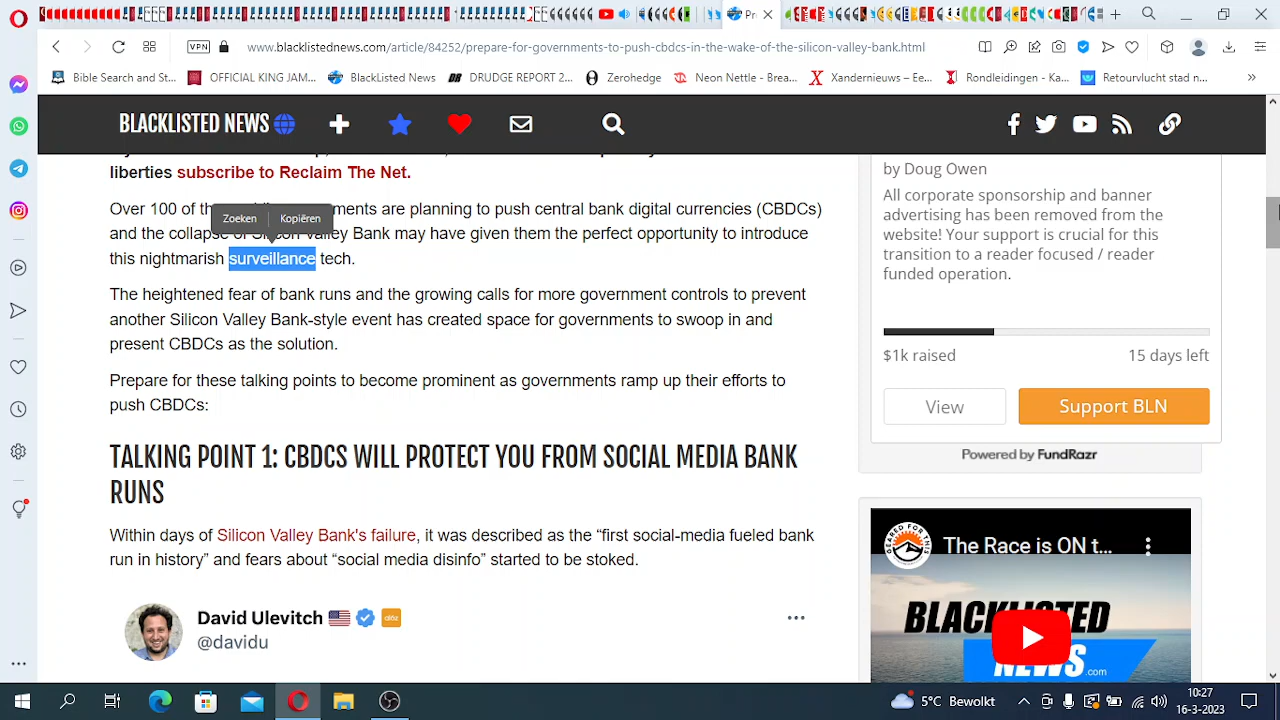 Pr
www.blacklistednews.com/article/84252/prepare-for-governments-to-push-cbdcs-in-the-wake-of-the-silicon-valley-bank.html
VPN
Bible Search and St...
OFFICIAL KING JAM...
BlackListed News
DRUDGE REPORT 2...
Zerohedge
Neon Nettle - Brea...
Xandernieuws – Ee...
Rondleidingen - Ka...
Retourvlucht stad n...
BLACKLISTED NEWS
liberties subscribe to Reclaim The Net.
Zoeken
Kopiëren
Over 100 of governments are planning to push central bank digital currencies (CBDCs)
and the collapse of Silicon Valley Bank may have given them the perfect opportunity to introduce
this nightmarish surveillance tech.
The heightened fear of bank runs and the growing calls for more government controls to prevent
another Silicon Valley Bank-style event has created space for governments to swoop in and
present CBDCs as the solution.
Prepare for these talking points to become prominent as governments ramp up their efforts to
push CBDCs:
TALKING POINT 1: CBDCS WILL PROTECT YOU FROM SOCIAL MEDIA BANK
RUNS
Within days of Silicon Valley Bank's failure, it was described as the “first social-media fueled bank
run in history” and fears about “social media disinfo” started to be stoked.
David Ulevitch
@davidu
by Doug Owen
All corporate sponsorship and banner
advertising has been removed from the
website! Your support is crucial for this
transition to a reader focused / reader
funded operation.
$1k raised
15 days left
View
Support BLN
Powered by FundRazr
GEARED FOR THIS
The Race is ON t...
BLACKLISTED
NEWS.com
5°C Bewolkt
10:27
16-3-2023